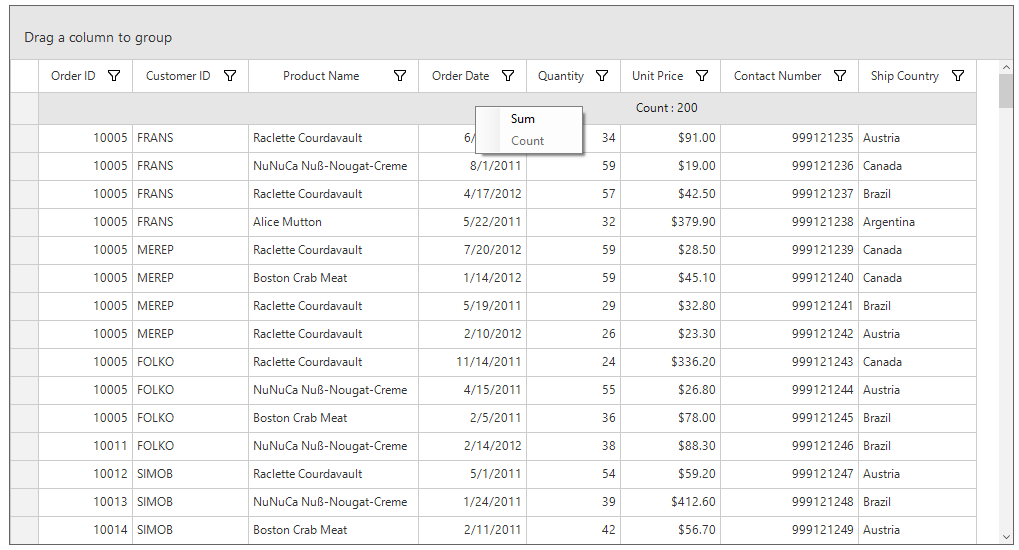 Drag a column to group
Order ID Customer ID Product Name Order Date Quantity Unit Price Contact Number Ship Country
Count : 200
Sum
Count
10005 FRANS Raclette Courdavault 6/ 34 $91.00 999121235 Austria
10005 FRANS NuNuCa Nuß-Nougat-Creme 8/1/2011 59 $19.00 999121236 Canada
10005 FRANS Raclette Courdavault 4/17/2012 57 $42.50 999121237 Brazil
10005 FRANS Alice Mutton 5/22/2011 32 $379.90 999121238 Argentina
10005 MEREP Raclette Courdavault 7/20/2012 59 $28.50 999121239 Canada
10005 MEREP Boston Crab Meat 1/14/2012 59 $45.10 999121240 Canada
10005 MEREP Raclette Courdavault 5/19/2011 29 $32.80 999121241 Brazil
10005 MEREP Raclette Courdavault 2/10/2012 26 $23.30 999121242 Austria
10005 FOLKO Raclette Courdavault 11/14/2011 24 $336.20 999121243 Canada
10005 FOLKO NuNuCa Nuß-Nougat-Creme 4/15/2011 55 $26.80 999121244 Austria
10005 FOLKO Boston Crab Meat 2/5/2011 36 $78.00 999121245 Brazil
10011 FOLKO NuNuCa Nuß-Nougat-Creme 2/14/2012 38 $88.30 999121246 Brazil
10012 SIMOB Raclette Courdavault 5/1/2011 54 $59.20 999121247 Austria
10013 SIMOB NuNuCa Nuß-Nougat-Creme 1/24/2011 39 $412.60 999121248 Brazil
10014 SIMOB Boston Crab Meat 2/11/2011 42 $56.70 999121249 Austria